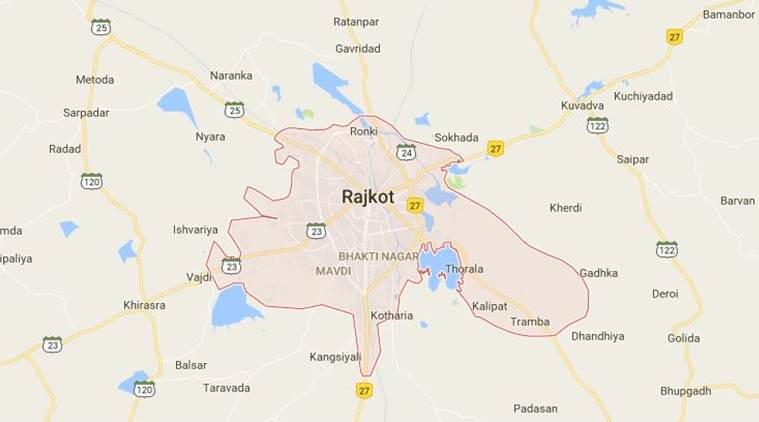 Ratanpar
Bamanbor
25
Gavridad
27
Naranka
Metoda
Kuchiyadad
Kuvadva
Sarpadar
25
122
Ronki
Nyara
Sokhada
Radad
24
27
Saipar
120
Rajkot
Barvan
27
Kherdi
mda
Ishvariya
23
122
ipaliya
BHAKTI NAGAR
23
MAVDI
Thorala
Vajdi
Gadhka
Deroi
Khirasra
Kalipat
Kotharia
Tramba
Dhandhiya
Golida
23
Kangsiyali
Balsar
Taravada
120
27
Bhupgadh
Padasan